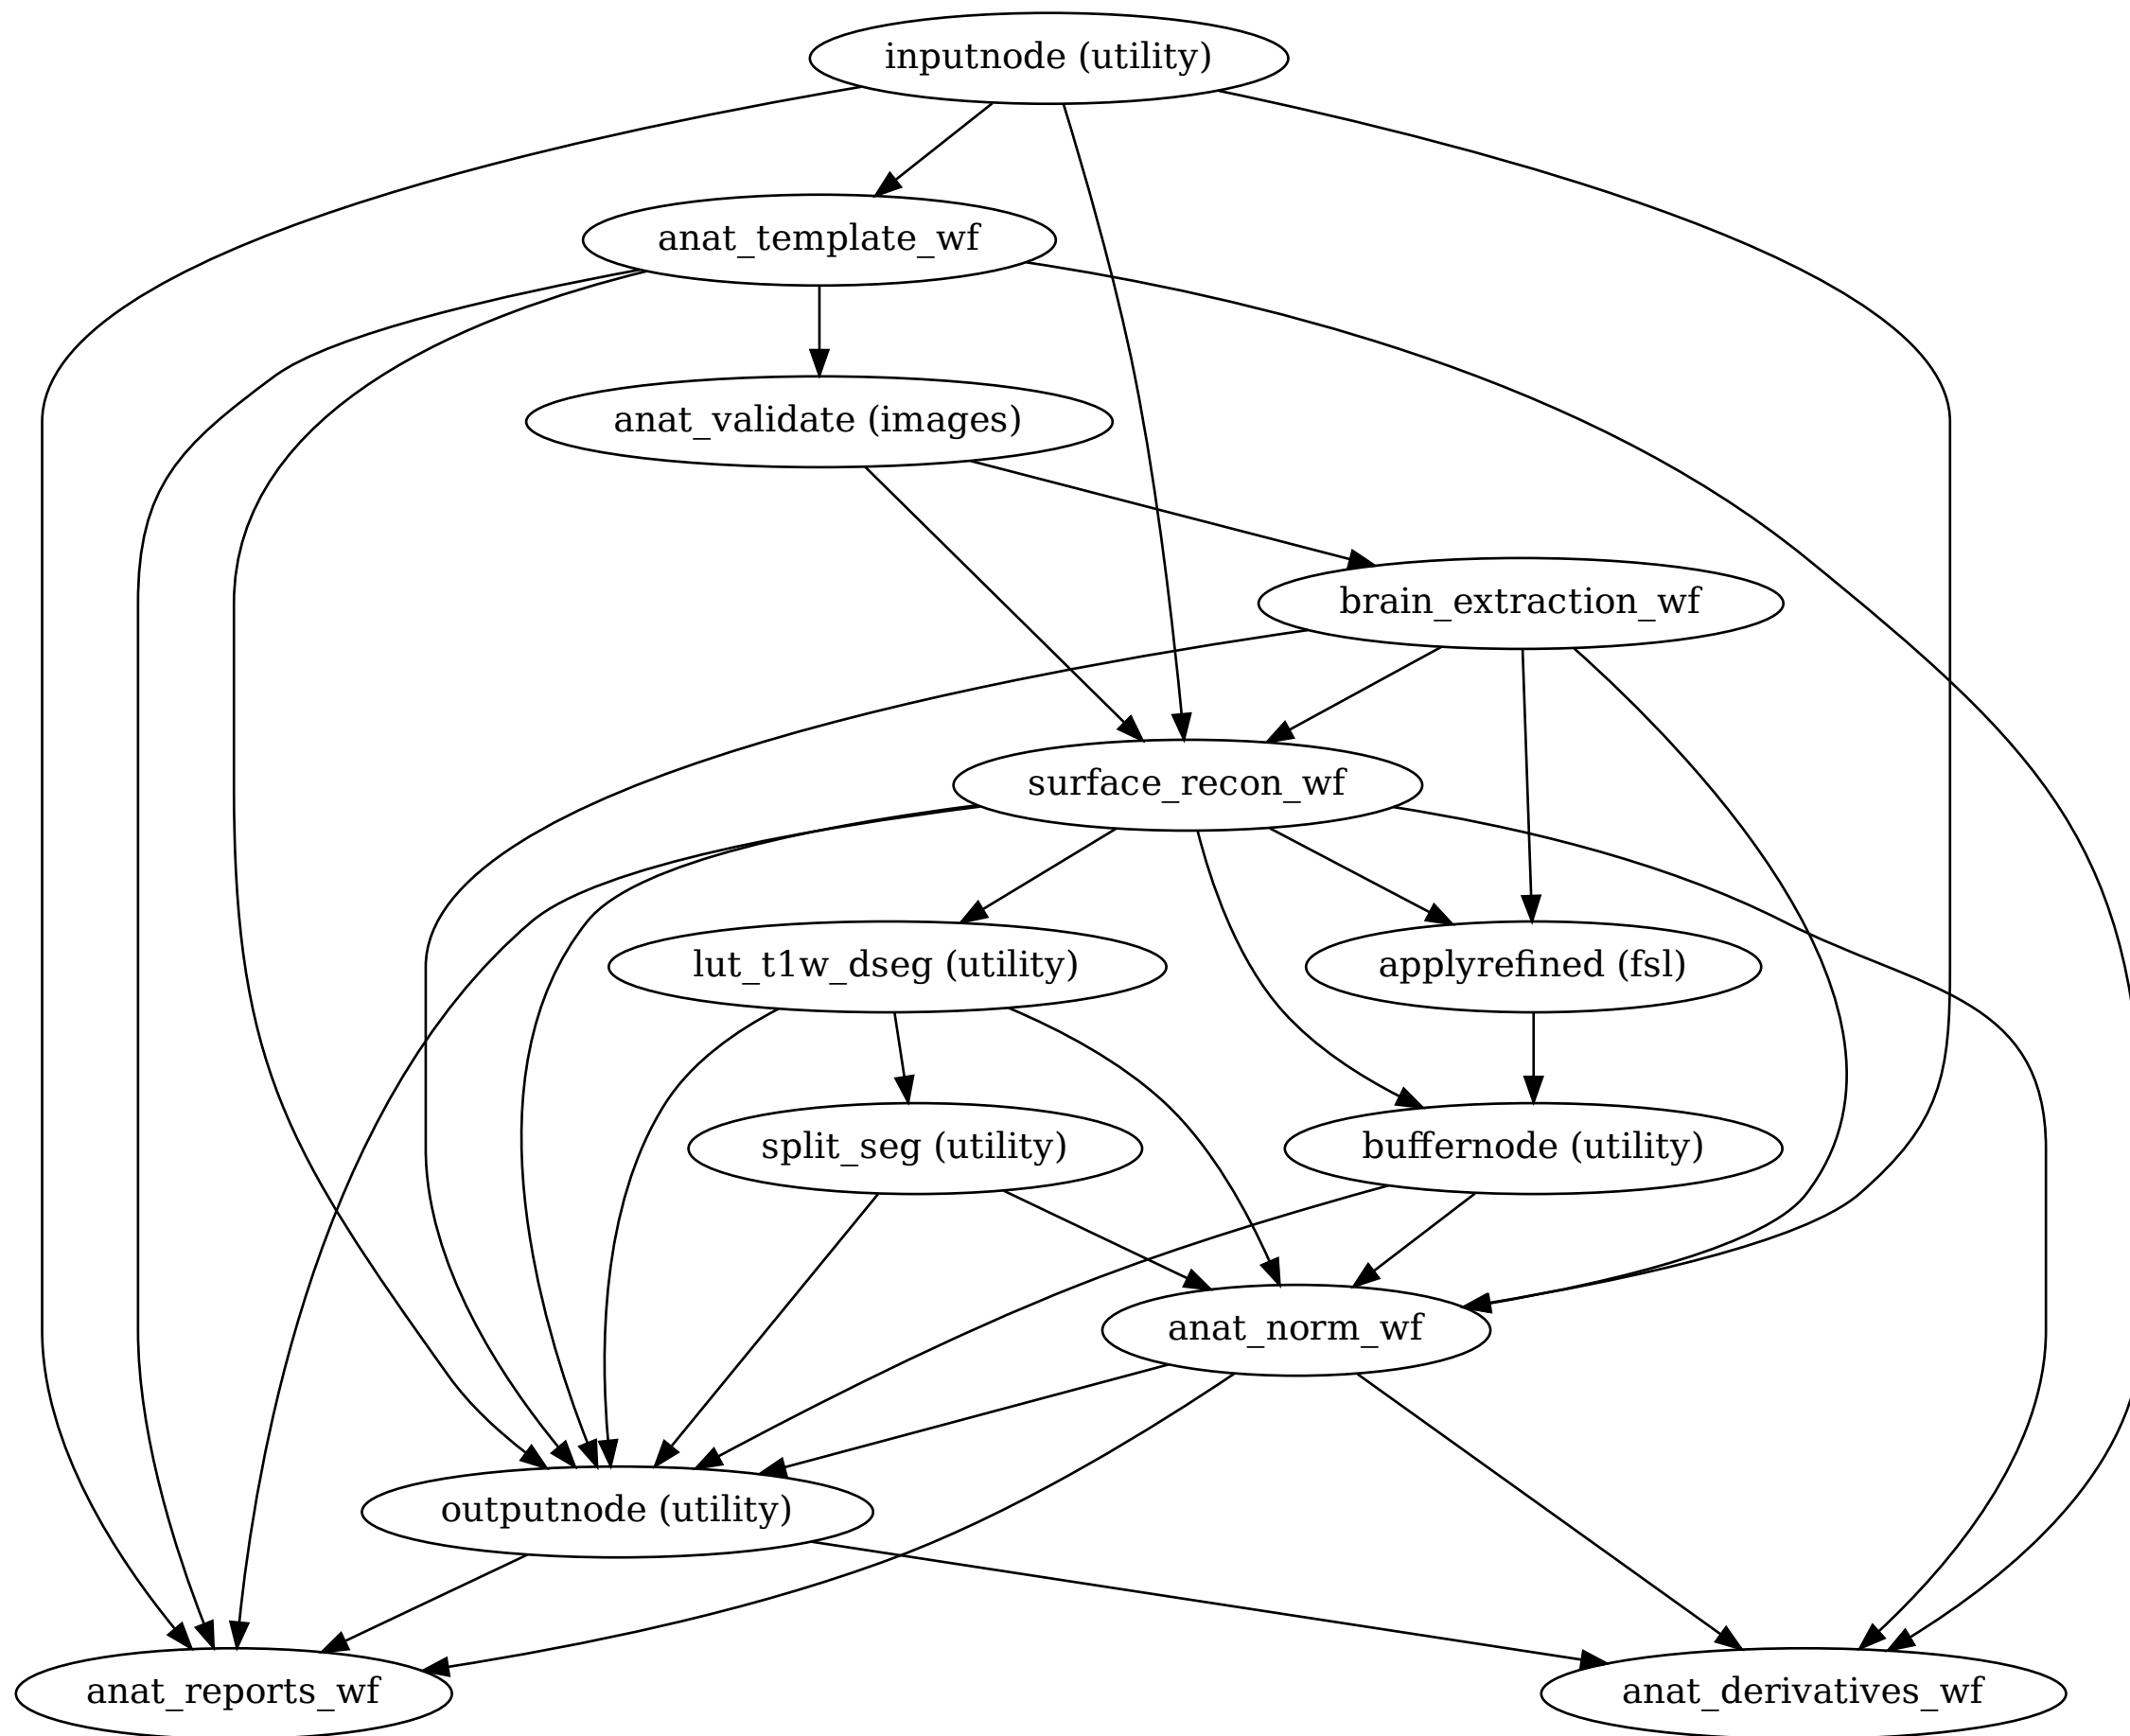 inputnode (utility)
anat_template_wf
anat_validate (images)
brain_extraction_wf
surface_recon_wf
lut_t1w_dseg (utility)
applyrefined (fsl)
split_seg (utility)
buffernode (utility)
anat_norm_wf
outputnode (utility)
anat_reports_wf
anat_derivatives_wf